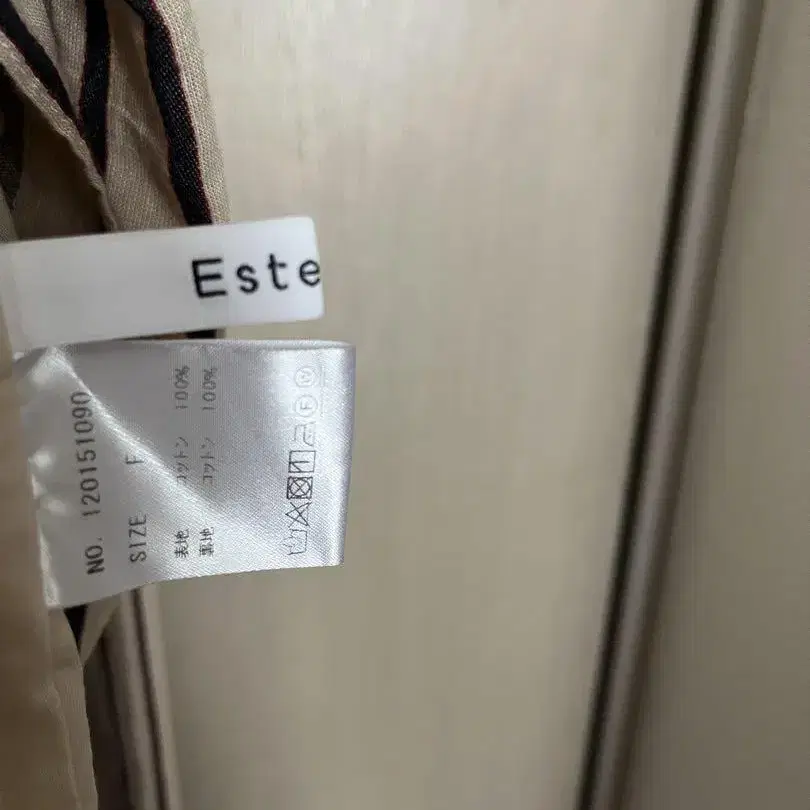 Este
NO. 120151090
SIZE F
表地 コットン 100%
裏地 コットン 100%